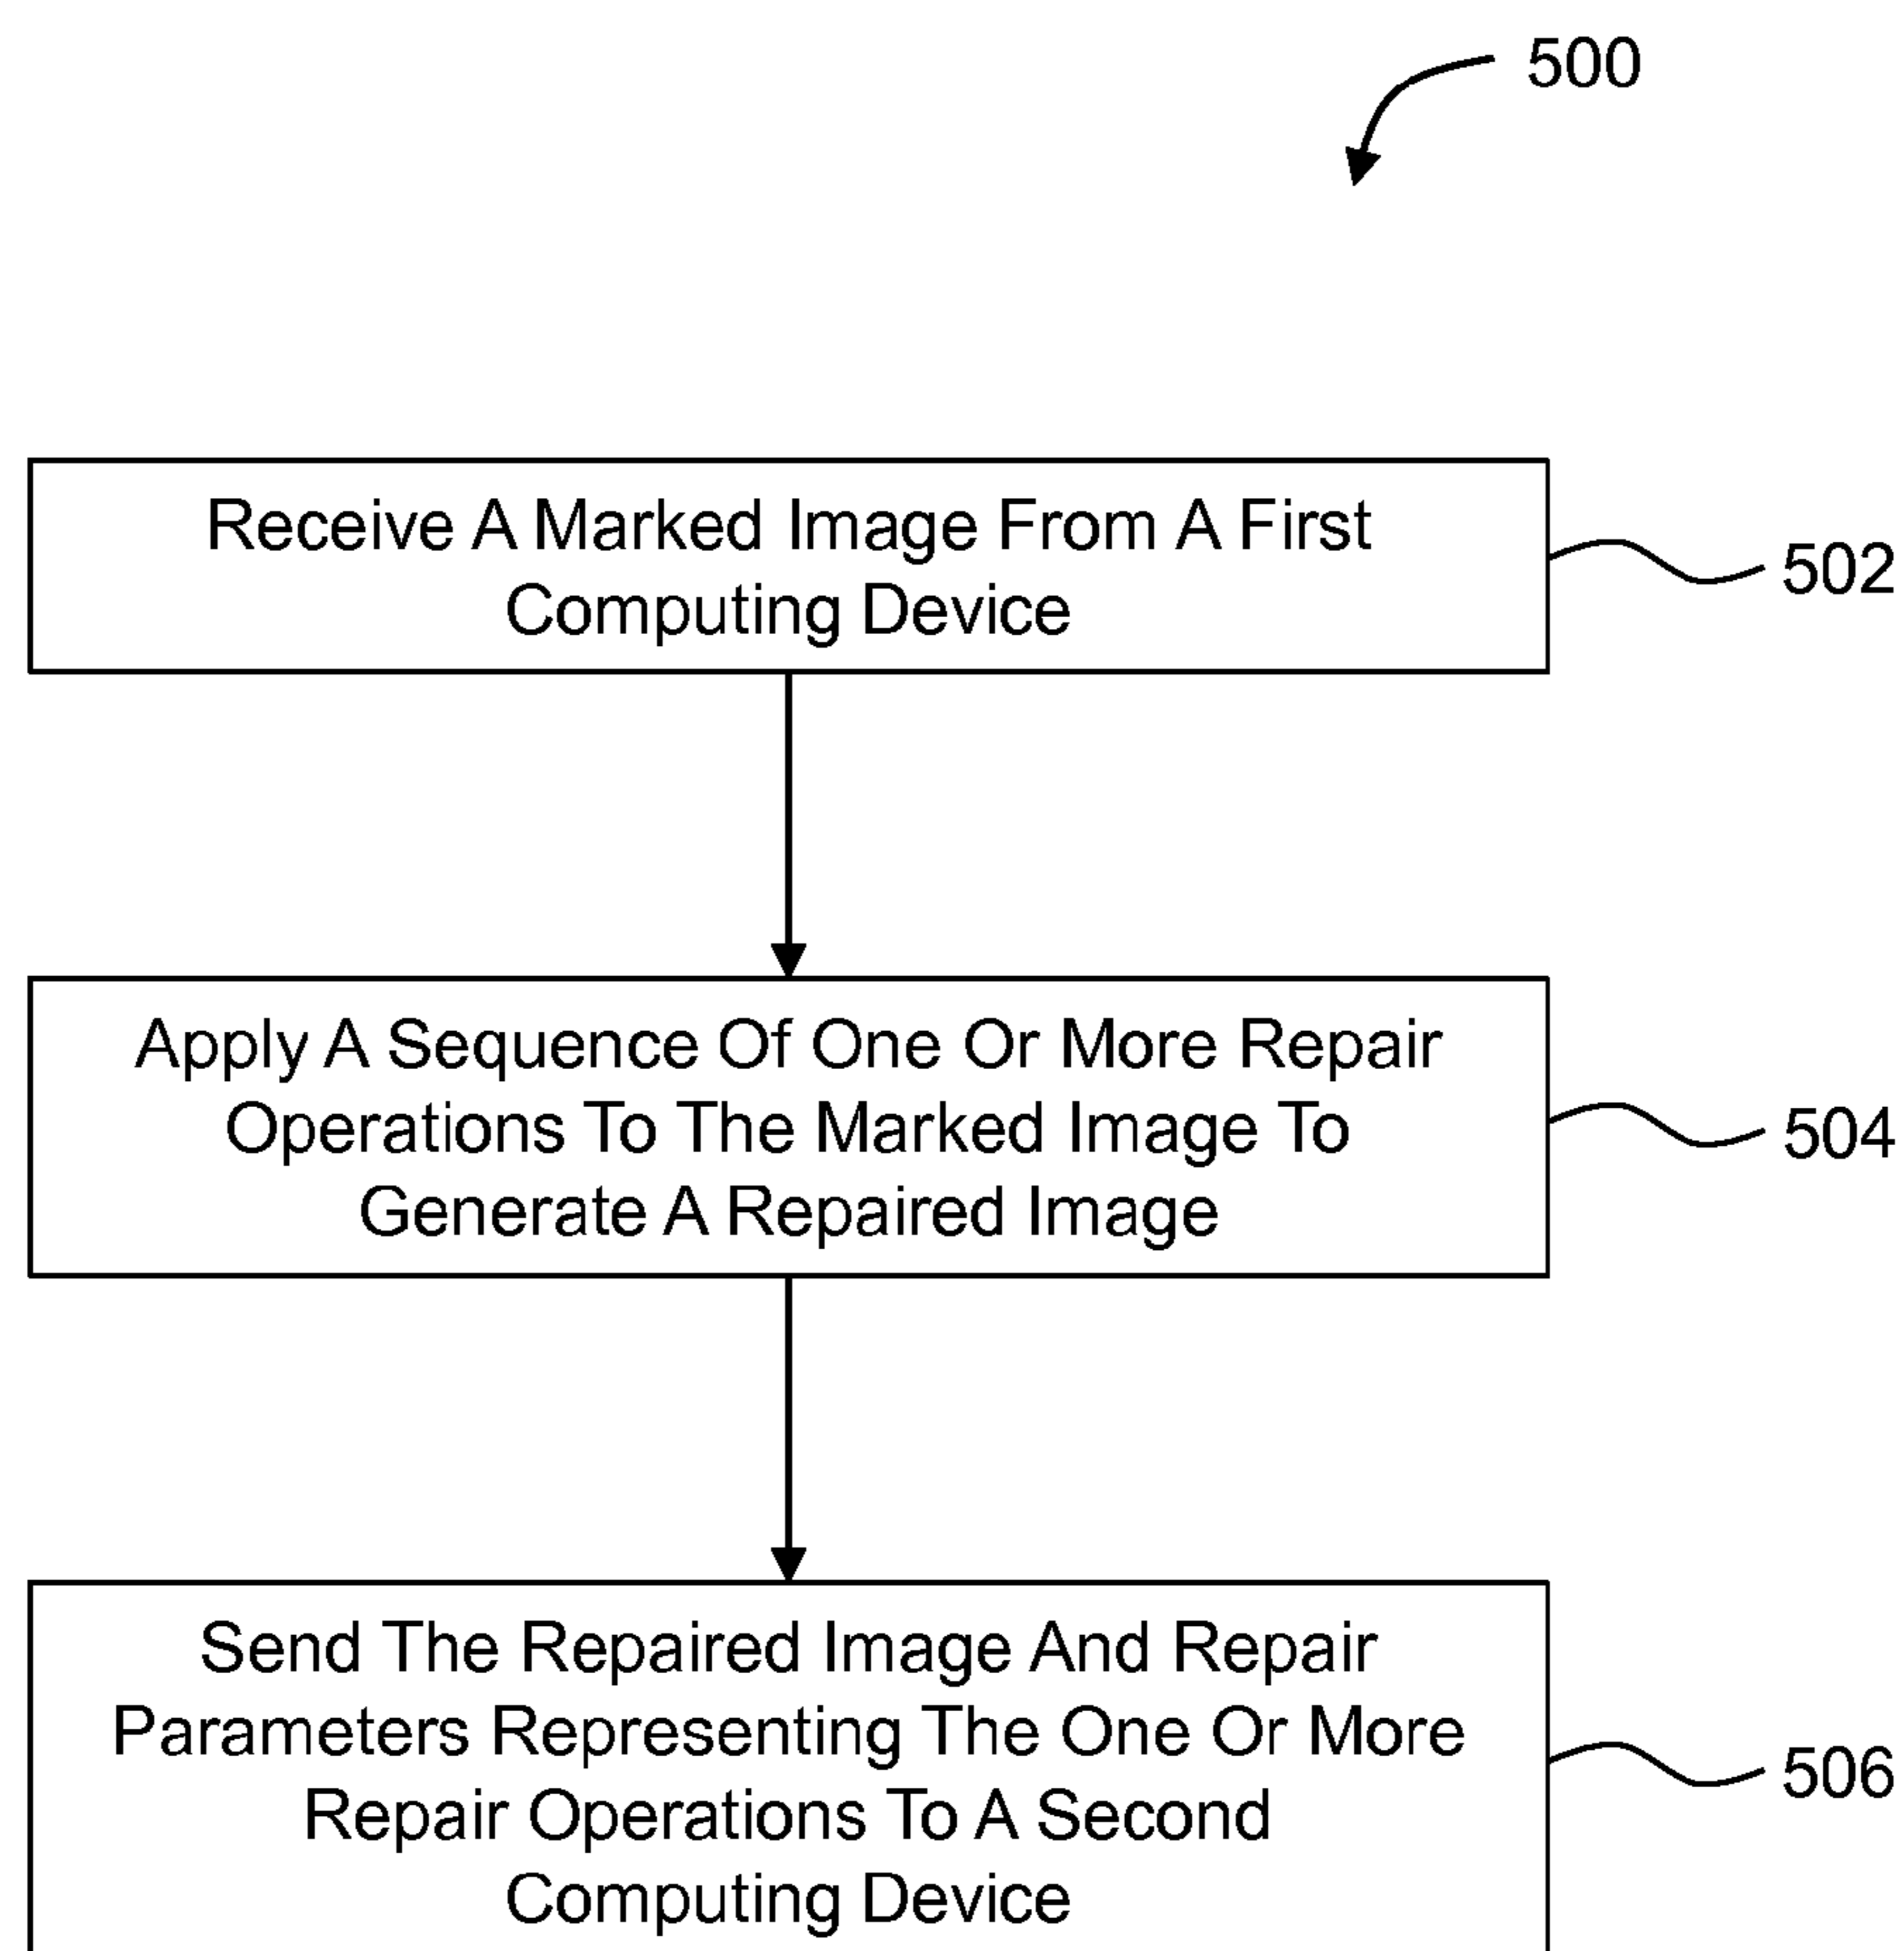 500
Receive A Marked Image From A First
Computing Device
502
Apply A Sequence Of One Or More Repair
Operations To The Marked Image To
Generate A Repaired Image
504
Send The Repaired Image And Repair
Parameters Representing The One Or More
Repair Operations To A Second
Computing Device
506